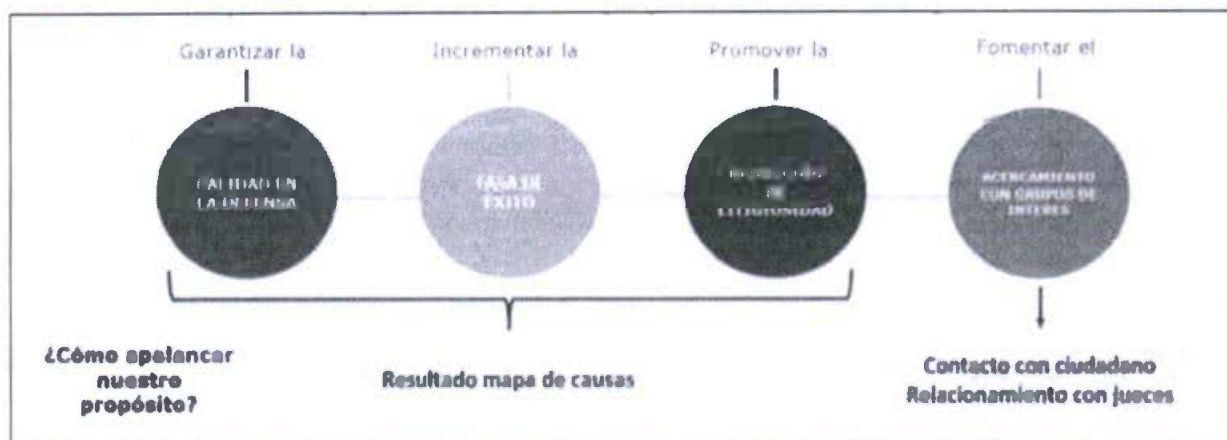 Garantizar la
Incrementar la
Promover la
Fomentar el
CALIDAD EN
LA DEFENSA
TASA DE
ÉXITO
DE
LITIGIOSIDAD
ACERCAMIENTO
CON GRUPOS DE
INTERÉS
¿Cómo apalancar
nuestro
propósito?
Resultado mapa de causas
Contacto con ciudadano
Relacionamiento con jueces